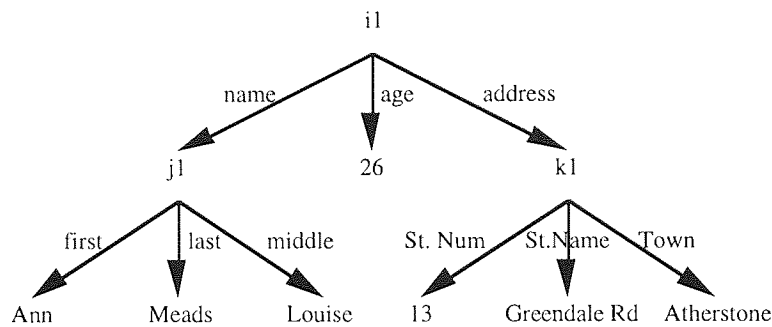 i1
name age address
j1 26 k1
first last middle St. Num St.Name Town
Ann Meads Louise 13 Greendale Rd Atherstone